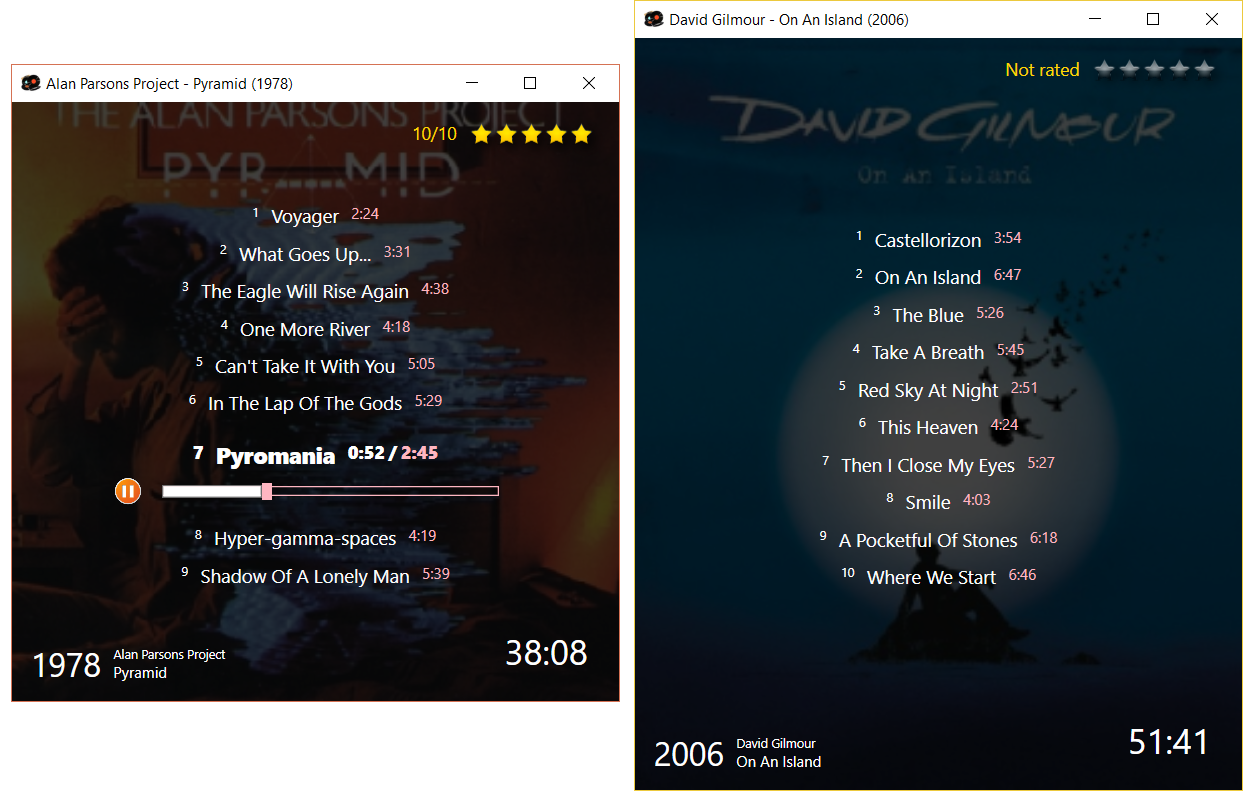 Alan Parsons Project - Pyramid (1978)
THE ALAN PARSONS PROJECT
10/10
PYR MID
1 Voyager 2:24
2 What Goes Up... 3:31
3 The Eagle Will Rise Again 4:38
4 One More River 4:18
5 Can't Take It With You 5:05
6 In The Lap Of The Gods 5:29
7 Pyromania 0:52 / 2:45
8 Hyper-gamma-spaces 4:19
9 Shadow Of A Lonely Man 5:39
1978
Alan Parsons Project
Pyramid
38:08
David Gilmour - On An Island (2006)
Not rated
DAVID GILMOUR
On An Island
1 Castellorizon 3:54
2 On An Island 6:47
3 The Blue 5:26
4 Take A Breath 5:45
5 Red Sky At Night 2:51
6 This Heaven 4:24
7 Then I Close My Eyes 5:27
8 Smile 4:03
9 A Pocketful Of Stones 6:18
10 Where We Start 6:46
2006
David Gilmour
On An Island
51:41